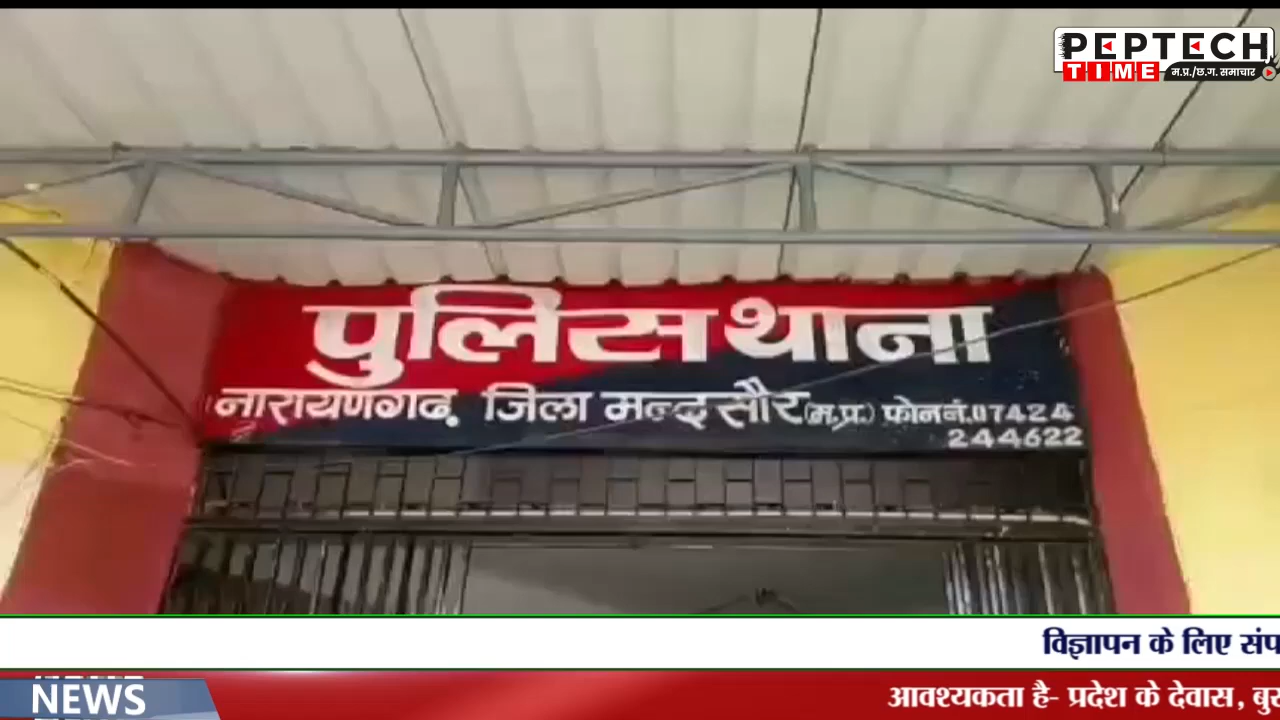 PEPTECH
TIME म.प्र./छ.ग. समाचार
पुलिस थाना
नारायणगढ़, जिला मन्दसौर (म.प्र.) फोन नं. 07424
244622
विज्ञापन के लिए
NEWS आवश्यकता है- प्रदेश के देवास,